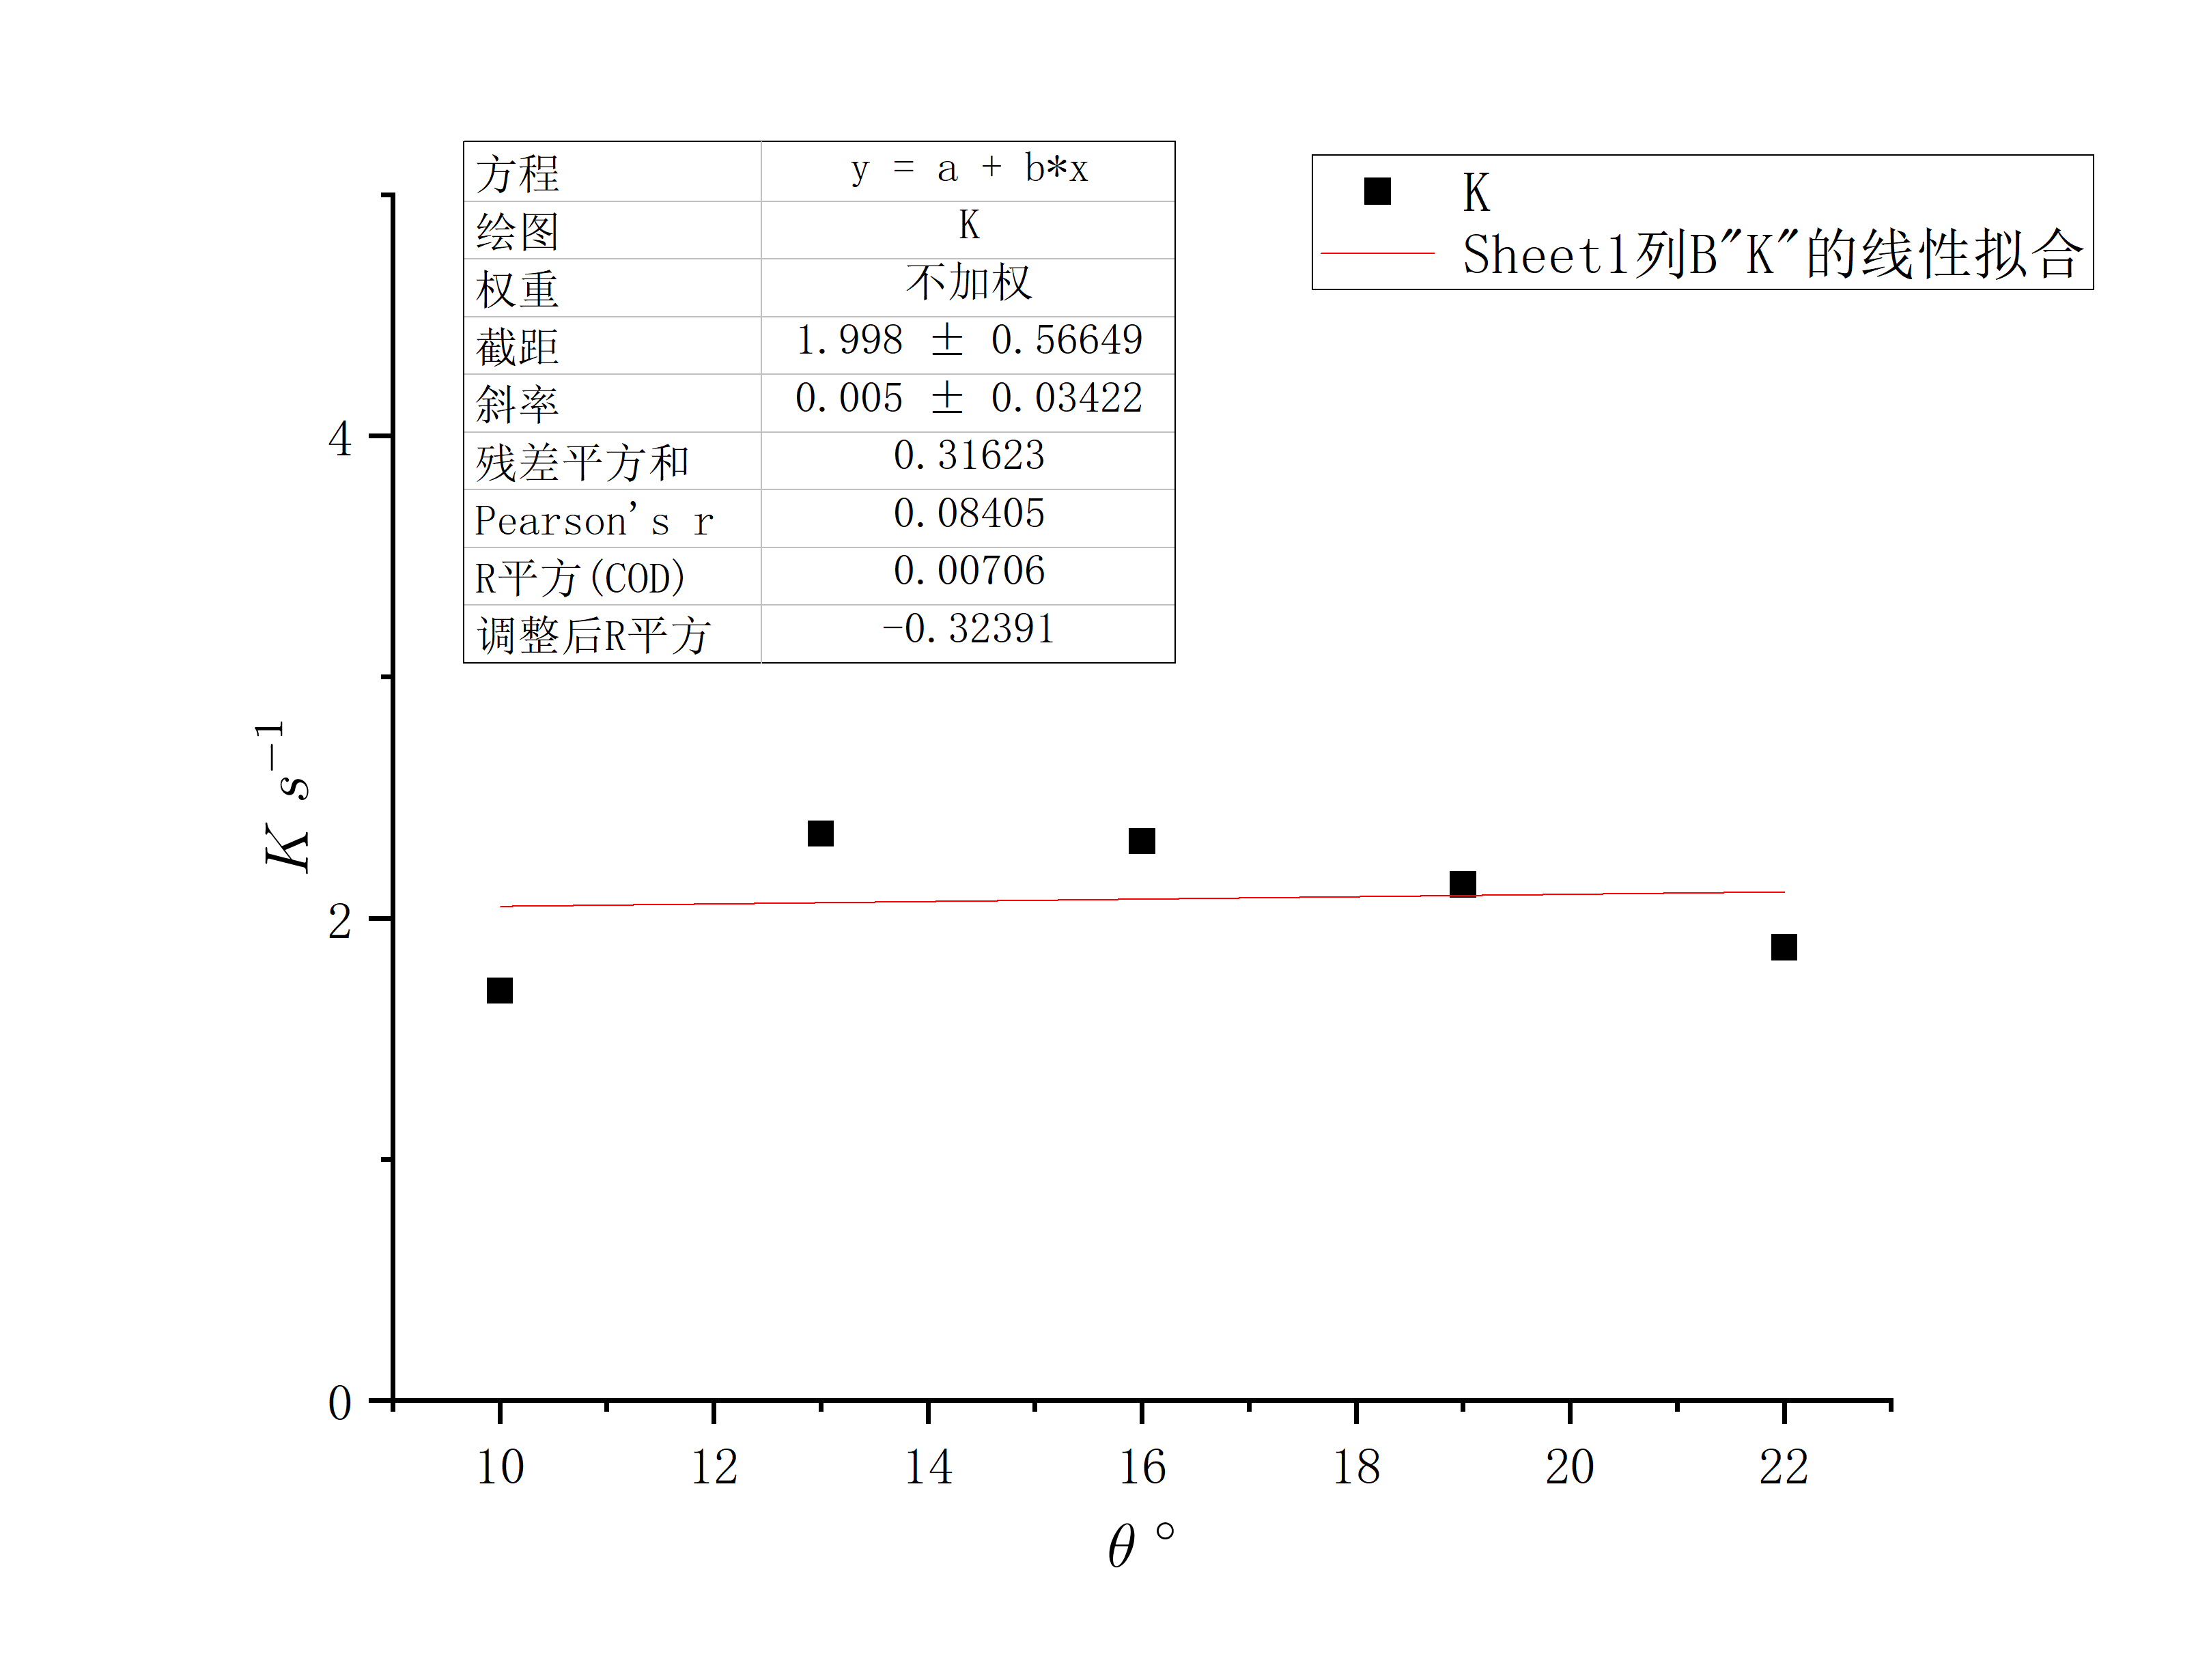 方程 y = a + b*x
绘图 K
权重 不加权
截距 1.998 ± 0.56649
斜率 0.005 ± 0.03422
残差平方和 0.31623
Pearson's r 0.08405
R平方(COD) 0.00706
调整后R平方 -0.32391
K
Sheet1列B"K"的线性拟合
4
2
0
K s⁻¹
10 12 14 16 18 20 22
θ °